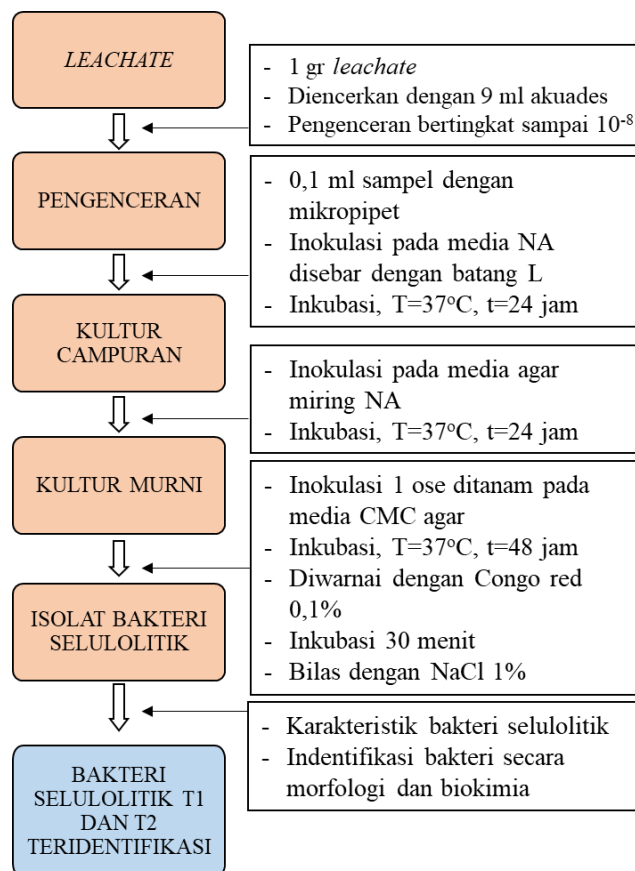 LEACHATE
- 1 gr leachate
- Diencerkan dengan 9 ml akuades
- Pengenceran bertingkat sampai 10⁻⁸
PENGENCERAN
- 0,1 ml sampel dengan
mikropipet
- Inokulasi pada media NA
disebar dengan batang L
- Inkubasi, T=37°C, t=24 jam
KULTUR
CAMPURAN
- Inokulasi pada media agar
miring NA
- Inkubasi, T=37°C, t=24 jam
KULTUR MURNI
- Inokulasi 1 ose ditanam pada
media CMC agar
- Inkubasi, T=37°C, t=48 jam
- Diwarnai dengan Congo red
0,1%
- Inkubasi 30 menit
- Bilas dengan NaCl 1%
ISOLAT BAKTERI
SELULOLITIK
- Karakteristik bakteri selulolitik
- Indentifikasi bakteri secara
morfologi dan biokimia
BAKTERI
SELULOLITIK T1
DAN T2
TERIDENTIFIKASI